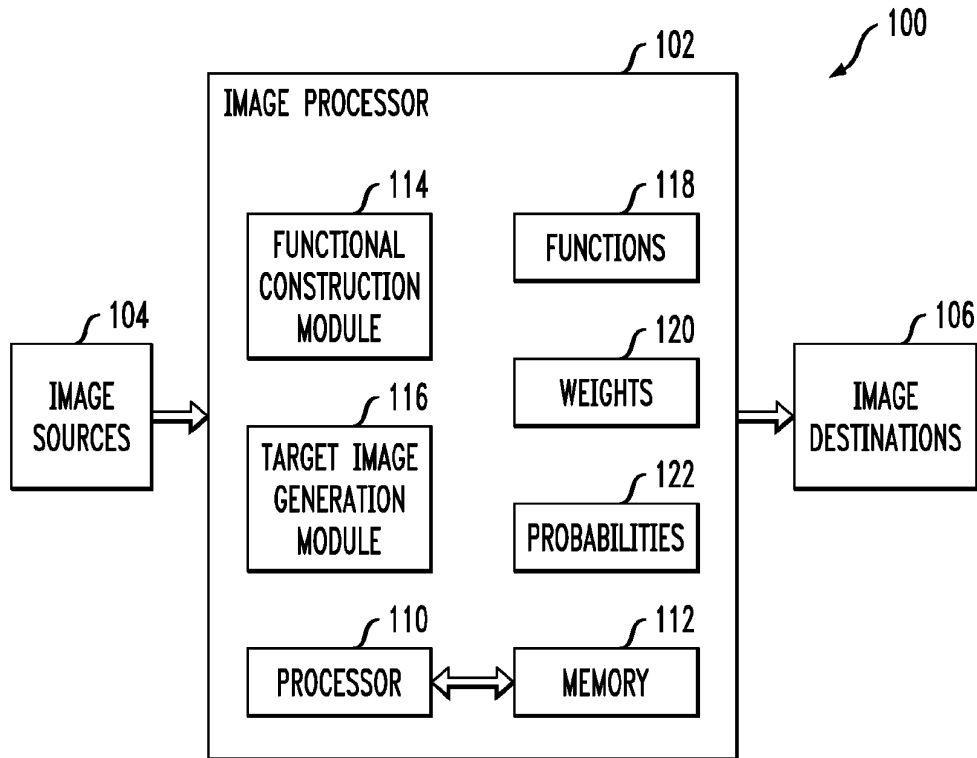 100
102
IMAGE PROCESSOR
114
FUNCTIONAL
CONSTRUCTION
MODULE
118
FUNCTIONS
104
IMAGE
SOURCES
120
WEIGHTS
106
IMAGE
DESTINATIONS
116
TARGET IMAGE
GENERATION
MODULE
122
PROBABILITIES
110
PROCESSOR
112
MEMORY